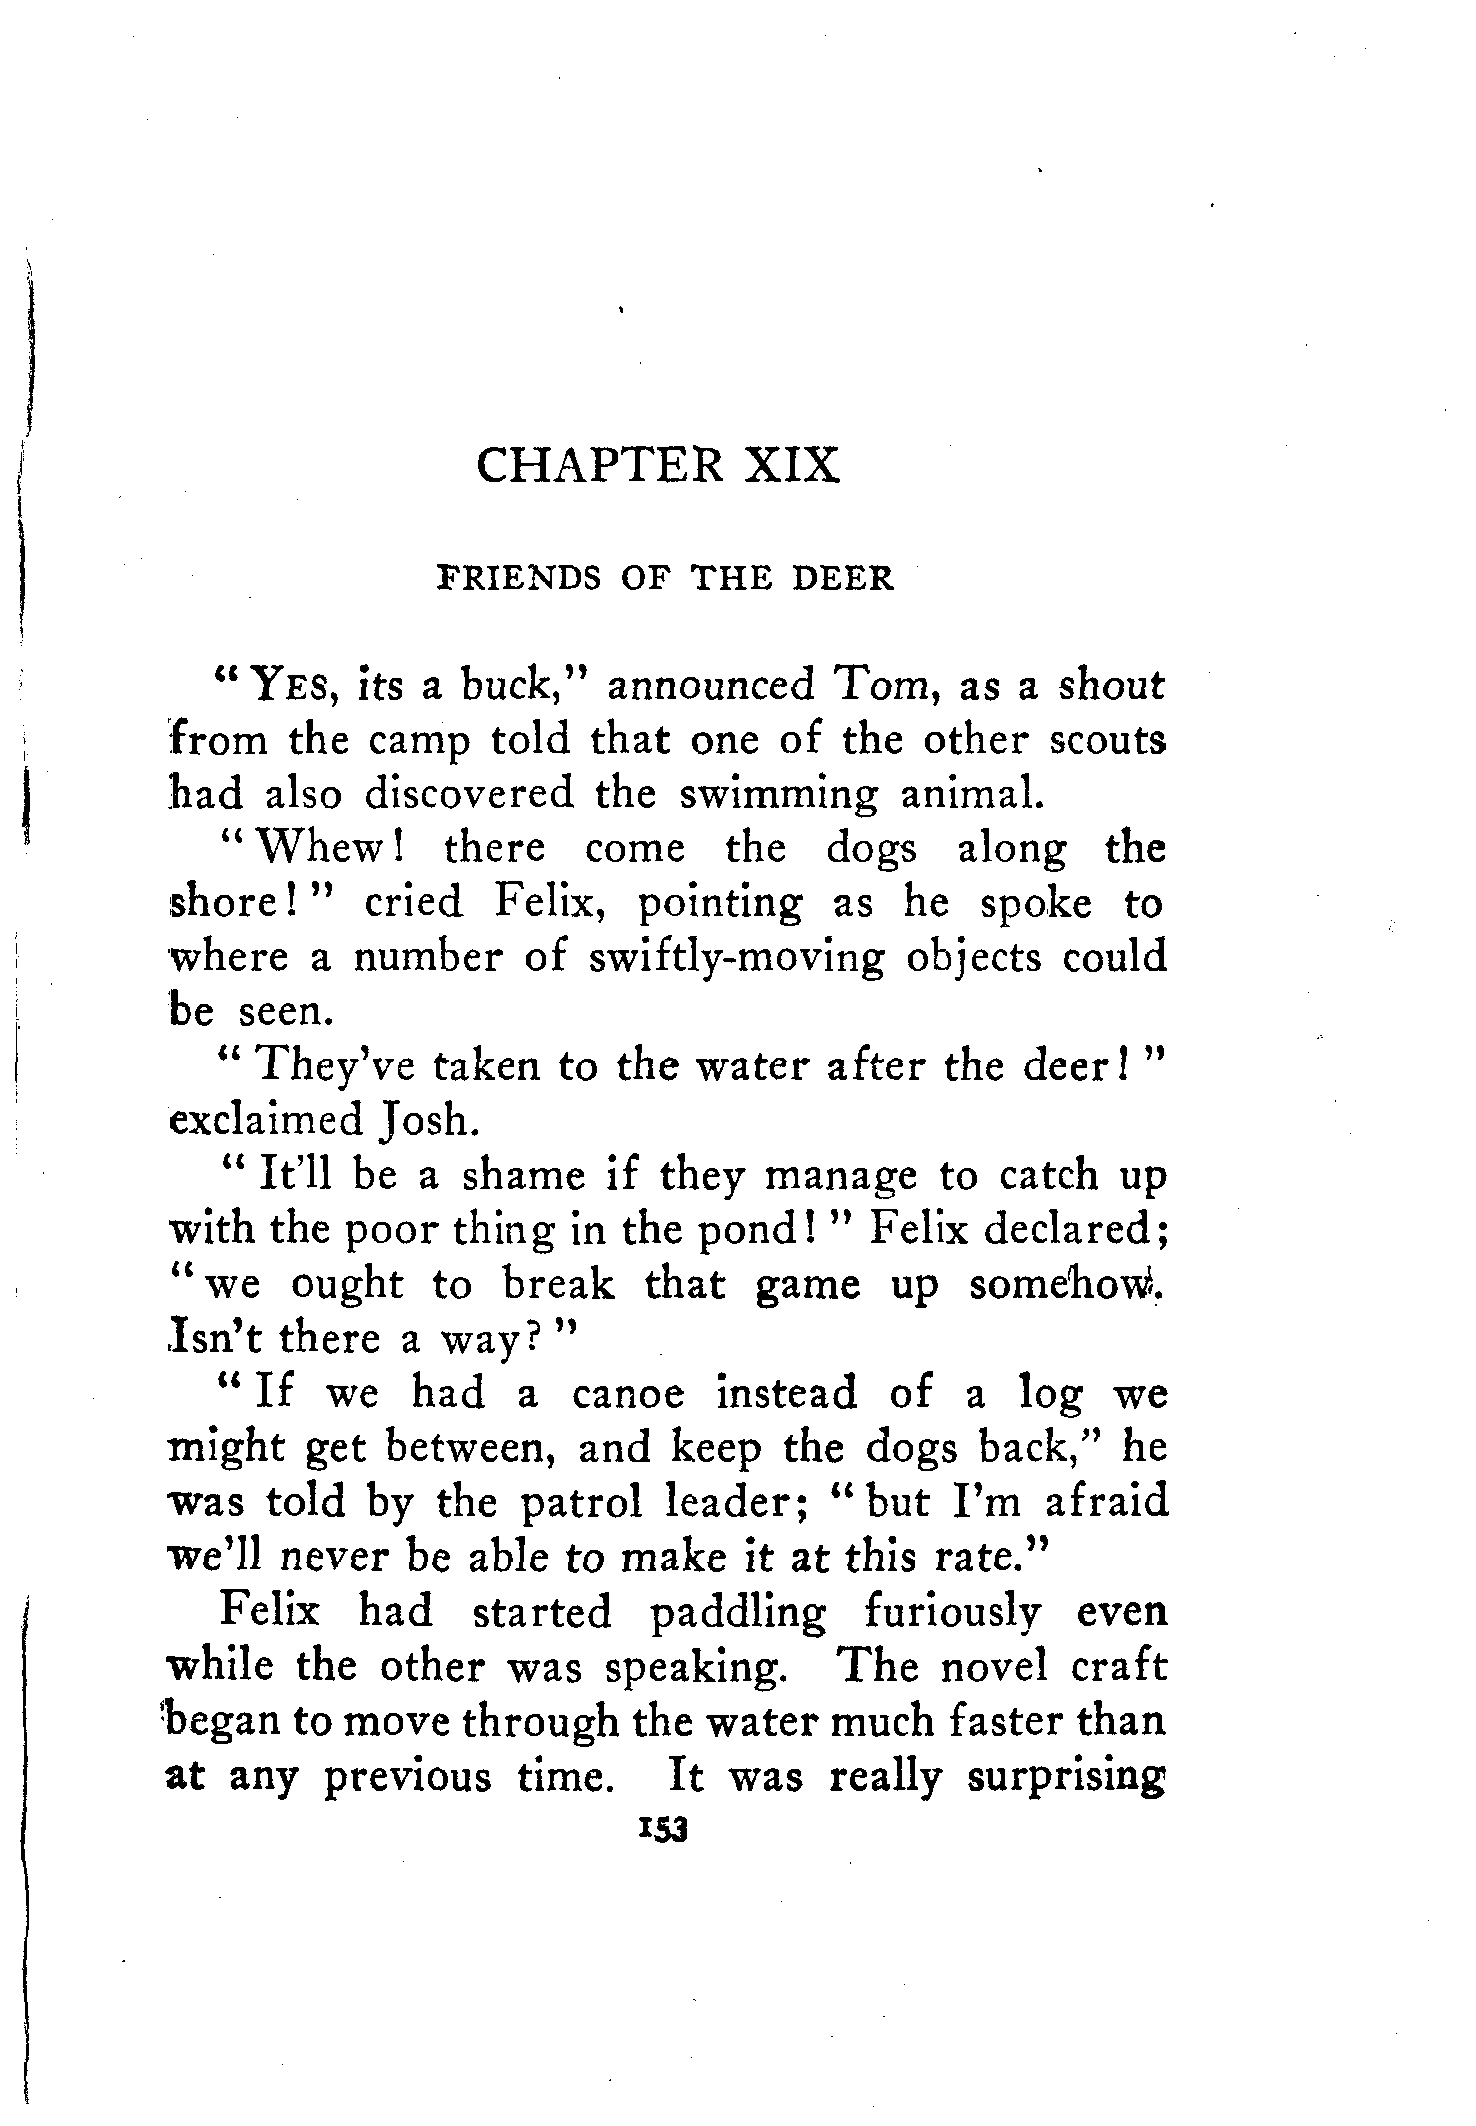 CHAPTER XIX
FRIENDS OF THE DEER
" YES, its a buck," announced Tom, as a shout
from the camp told that one of the other scouts
had also discovered the swimming animal.
" Whew! there come the dogs along the
shore! " cried Felix, pointing as he spoke to
where a number of swiftly-moving objects could
be seen.
" They've taken to the water after the deer! "
exclaimed Josh.
" It'll be a shame if they manage to catch up
with the poor thing in the pond! " Felix declared;
" we ought to break that game up somehow.
Isn't there a way? "
" If we had a canoe instead of a log we
might get between, and keep the dogs back," he
was told by the patrol leader; " but I'm afraid
we'll never be able to make it at this rate."
Felix had started paddling furiously even
while the other was speaking. The novel craft
began to move through the water much faster than
at any previous time. It was really surprising
153